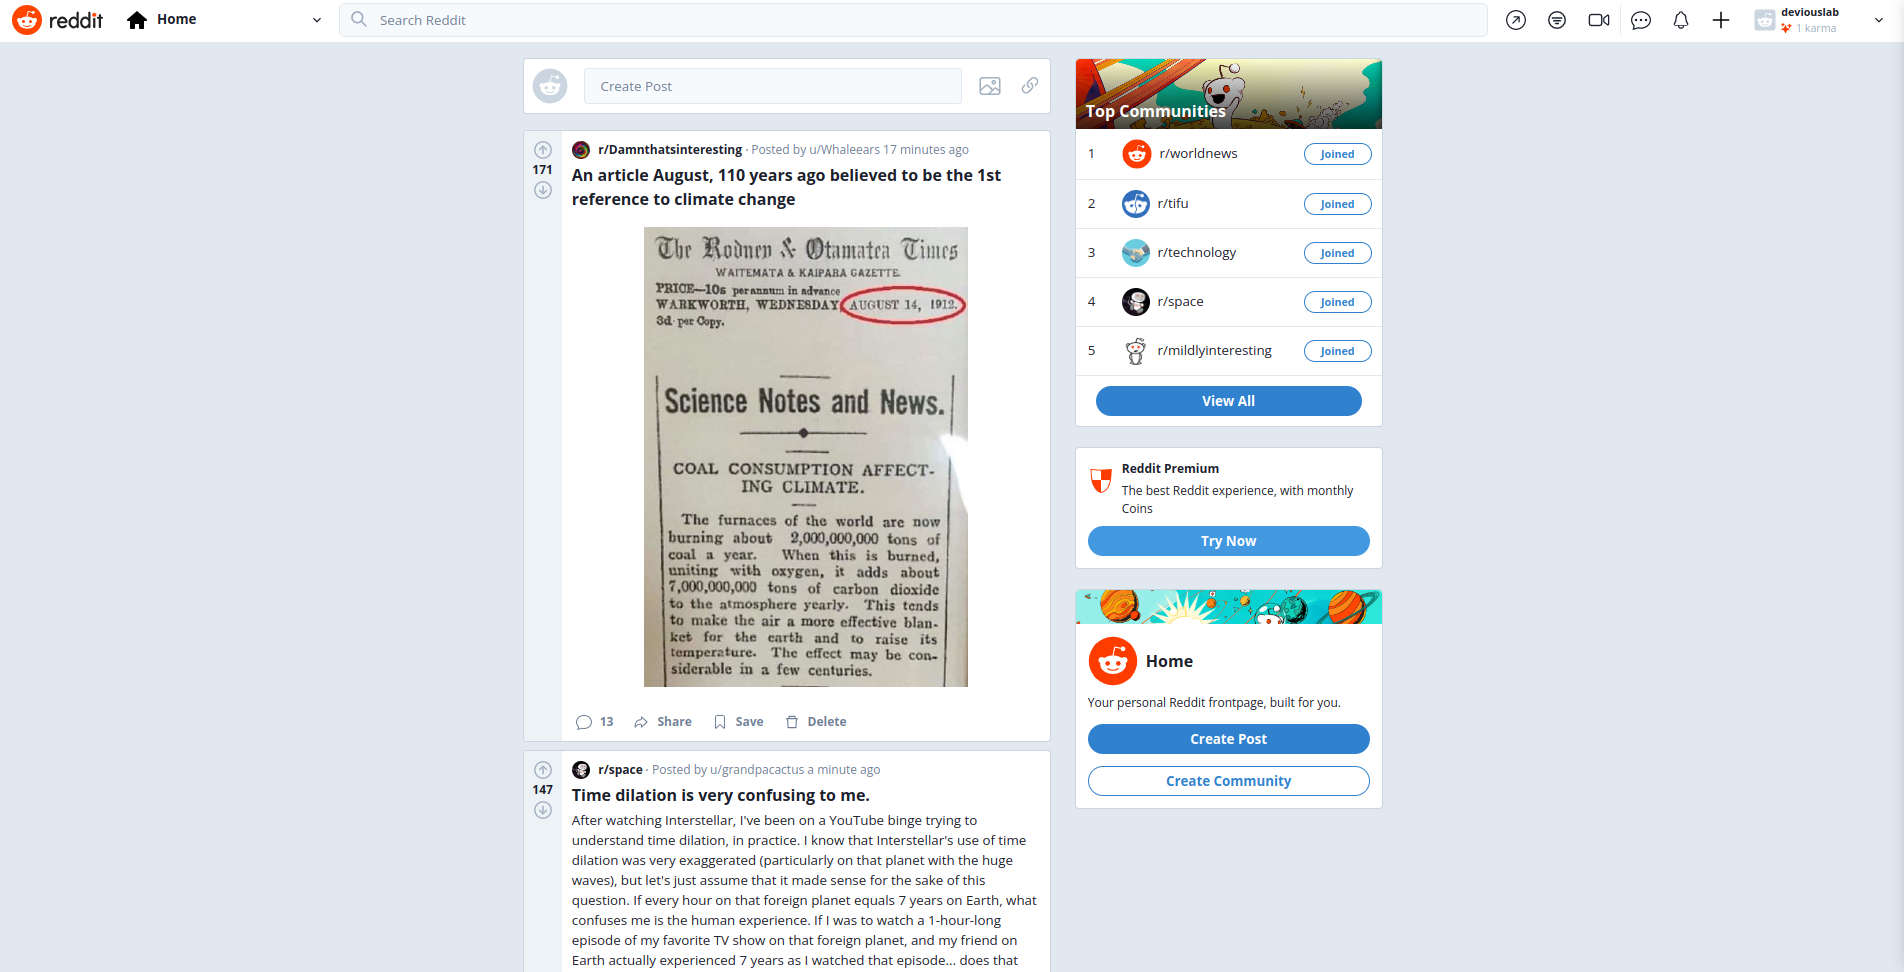 reddit
Home
Search Reddit
deviouslab
1 karma
Create Post
171
r/Damnthatsinteresting · Posted by u/Whaleears 17 minutes ago
An article August, 110 years ago believed to be the 1st
reference to climate change
The Rodney & Otamatea Times
WAITEMATA & KAIPARA GAZETTE.
PRICE—10s per annum in advance
WARKWORTH, WEDNESDAY, AUGUST 14, 1912.
3d per Copy.
Science Notes and News.
COAL CONSUMPTION AFFECT-
ING CLIMATE.
The furnaces of the world are now
burning about 2,000,000,000 tons of
coal a year. When this is burned,
uniting with oxygen, it adds about
7,000,000,000 tons of carbon dioxide
to the atmosphere yearly. This tends
to make the air a more effective blan-
ket for the earth and to raise its
temperature. The effect may be con-
siderable in a few centuries.
13 Share Save Delete
147
r/space · Posted by u/grandpacactus a minute ago
Time dilation is very confusing to me.
After watching Interstellar, I've been on a YouTube binge trying to
understand time dilation, in practice. I know that Interstellar's use of time
dilation was very exaggerated (particularly on that planet with the huge
waves), but let's just assume that it made sense for the sake of this
question. If every hour on that foreign planet equals 7 years on Earth, what
confuses me is the human experience. If I was to watch a 1-hour-long
episode of my favorite TV show on that foreign planet, and my friend on
Earth actually experienced 7 years as I watched that episode... does that
Top Communities
1 r/worldnews Joined
2 r/tifu Joined
3 r/technology Joined
4 r/space Joined
5 r/mildlyinteresting Joined
View All
Reddit Premium
The best Reddit experience, with monthly
Coins
Try Now
Home
Your personal Reddit frontpage, built for you.
Create Post
Create Community